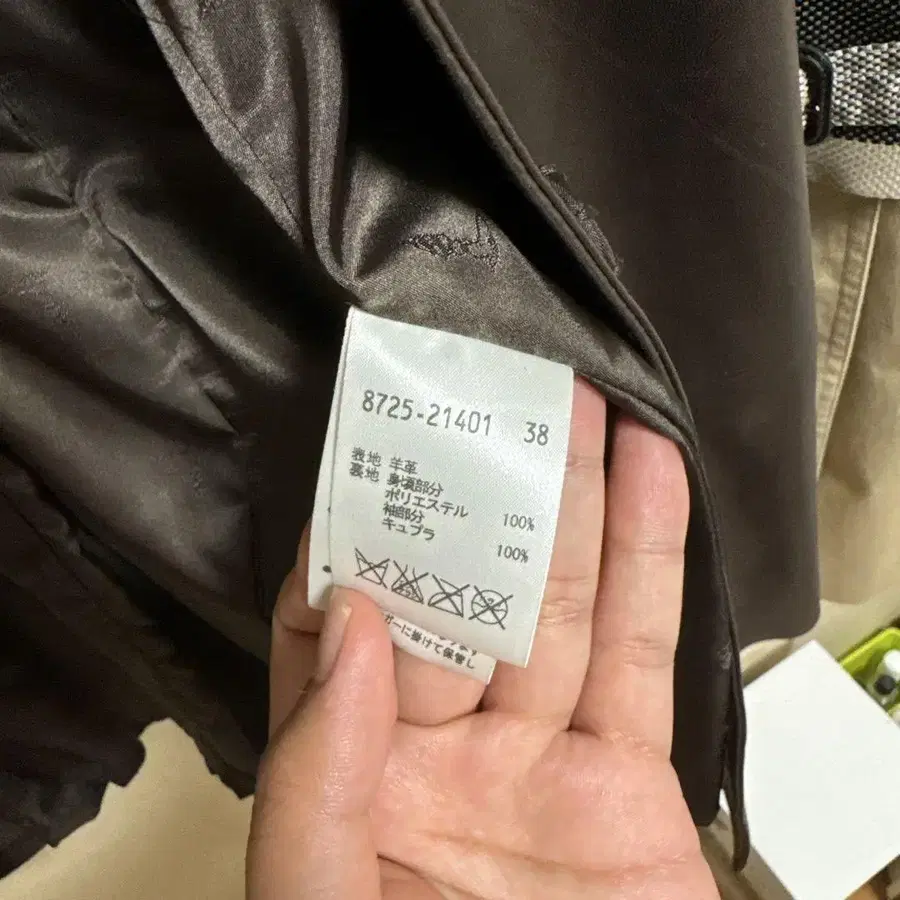 8725-21401 38
表地 羊革
裏地 身頃部分
ポリエステル 100%
袖部分
キュプラ 100%
ガーに掛けて保管し